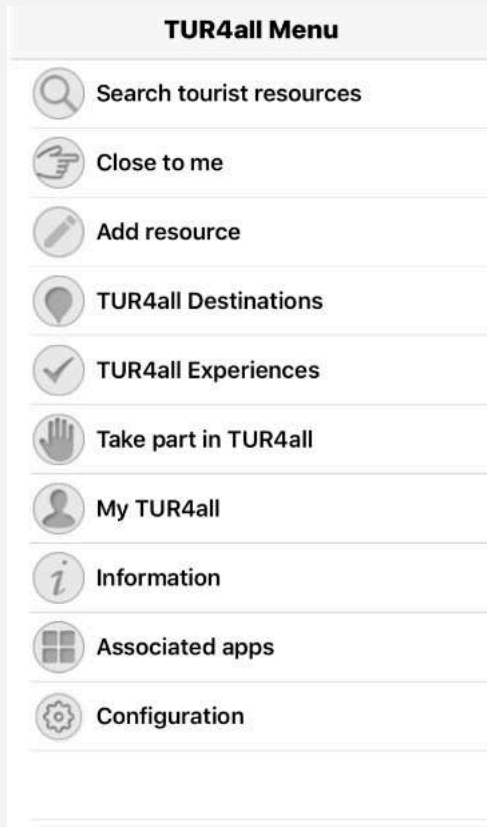 TUR4all Menu
Search tourist resources
Close to me
Add resource
TUR4all Destinations
TUR4all Experiences
Take part in TUR4all
My TUR4all
Information
Associated apps
Configuration